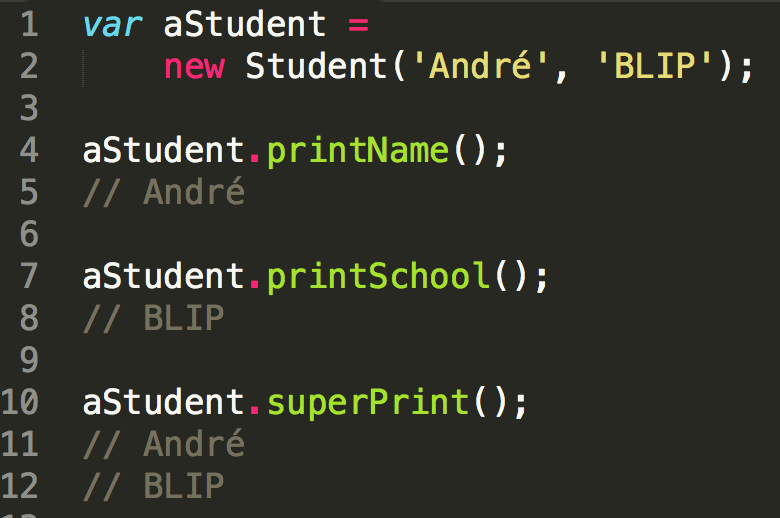 1 var aStudent =
2 new Student('André', 'BLIP');
3
4 aStudent.printName();
5 // André
6
7 aStudent.printSchool();
8 // BLIP
9
10 aStudent.superPrint();
11 // André
12 // BLIP